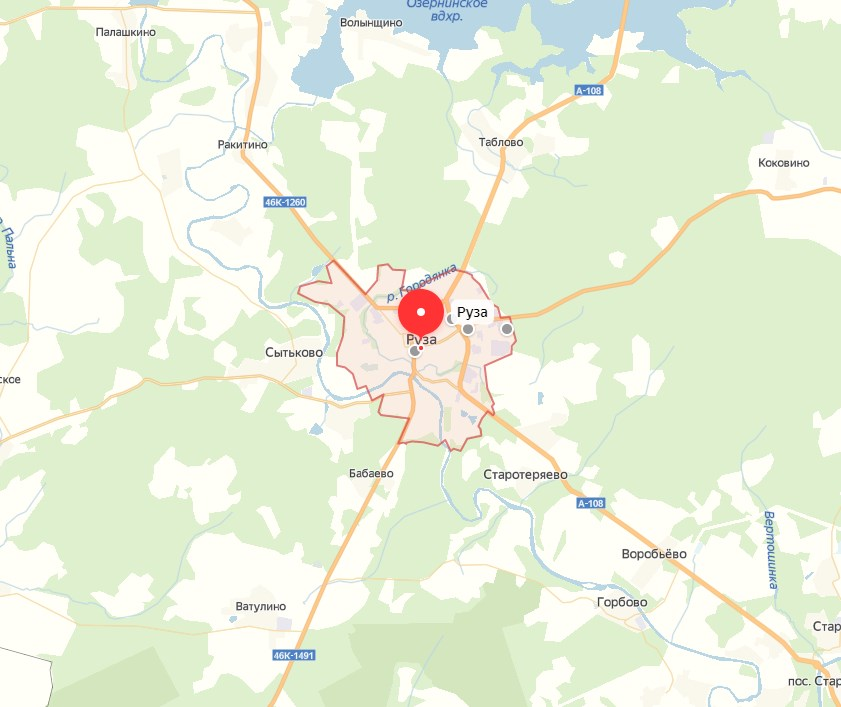 Озернинское
вдхр.
Волынщино
Палашкино
А-108
Ракитино
Таблово
Коковино
46К-1260
р. Пальна
р. Городянка
Руза
Руза
Сытьково
ское
Бабаево
Старотеряево
А-108
Вертошинка
Воробьёво
Ватулино
Горбово
Стар
46К-1491
пос. Стар